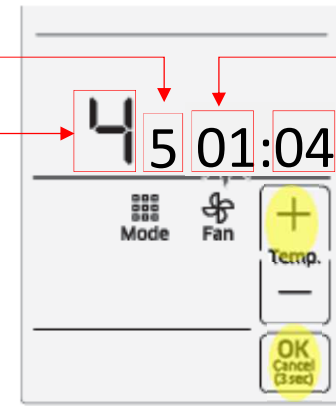 4 5 01:04
Mode Fan
+
Temp.
—
OK
Cancel
(3 sec)